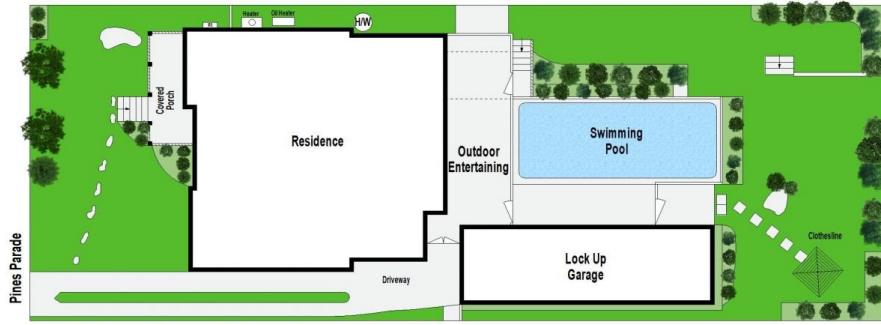 Heater
Oil Heater
H/W
Covered
Porch
Residence
Outdoor
Entertaining
Swimming
Pool
Pines Parade
Driveway
Lock Up
Garage
Clothesline